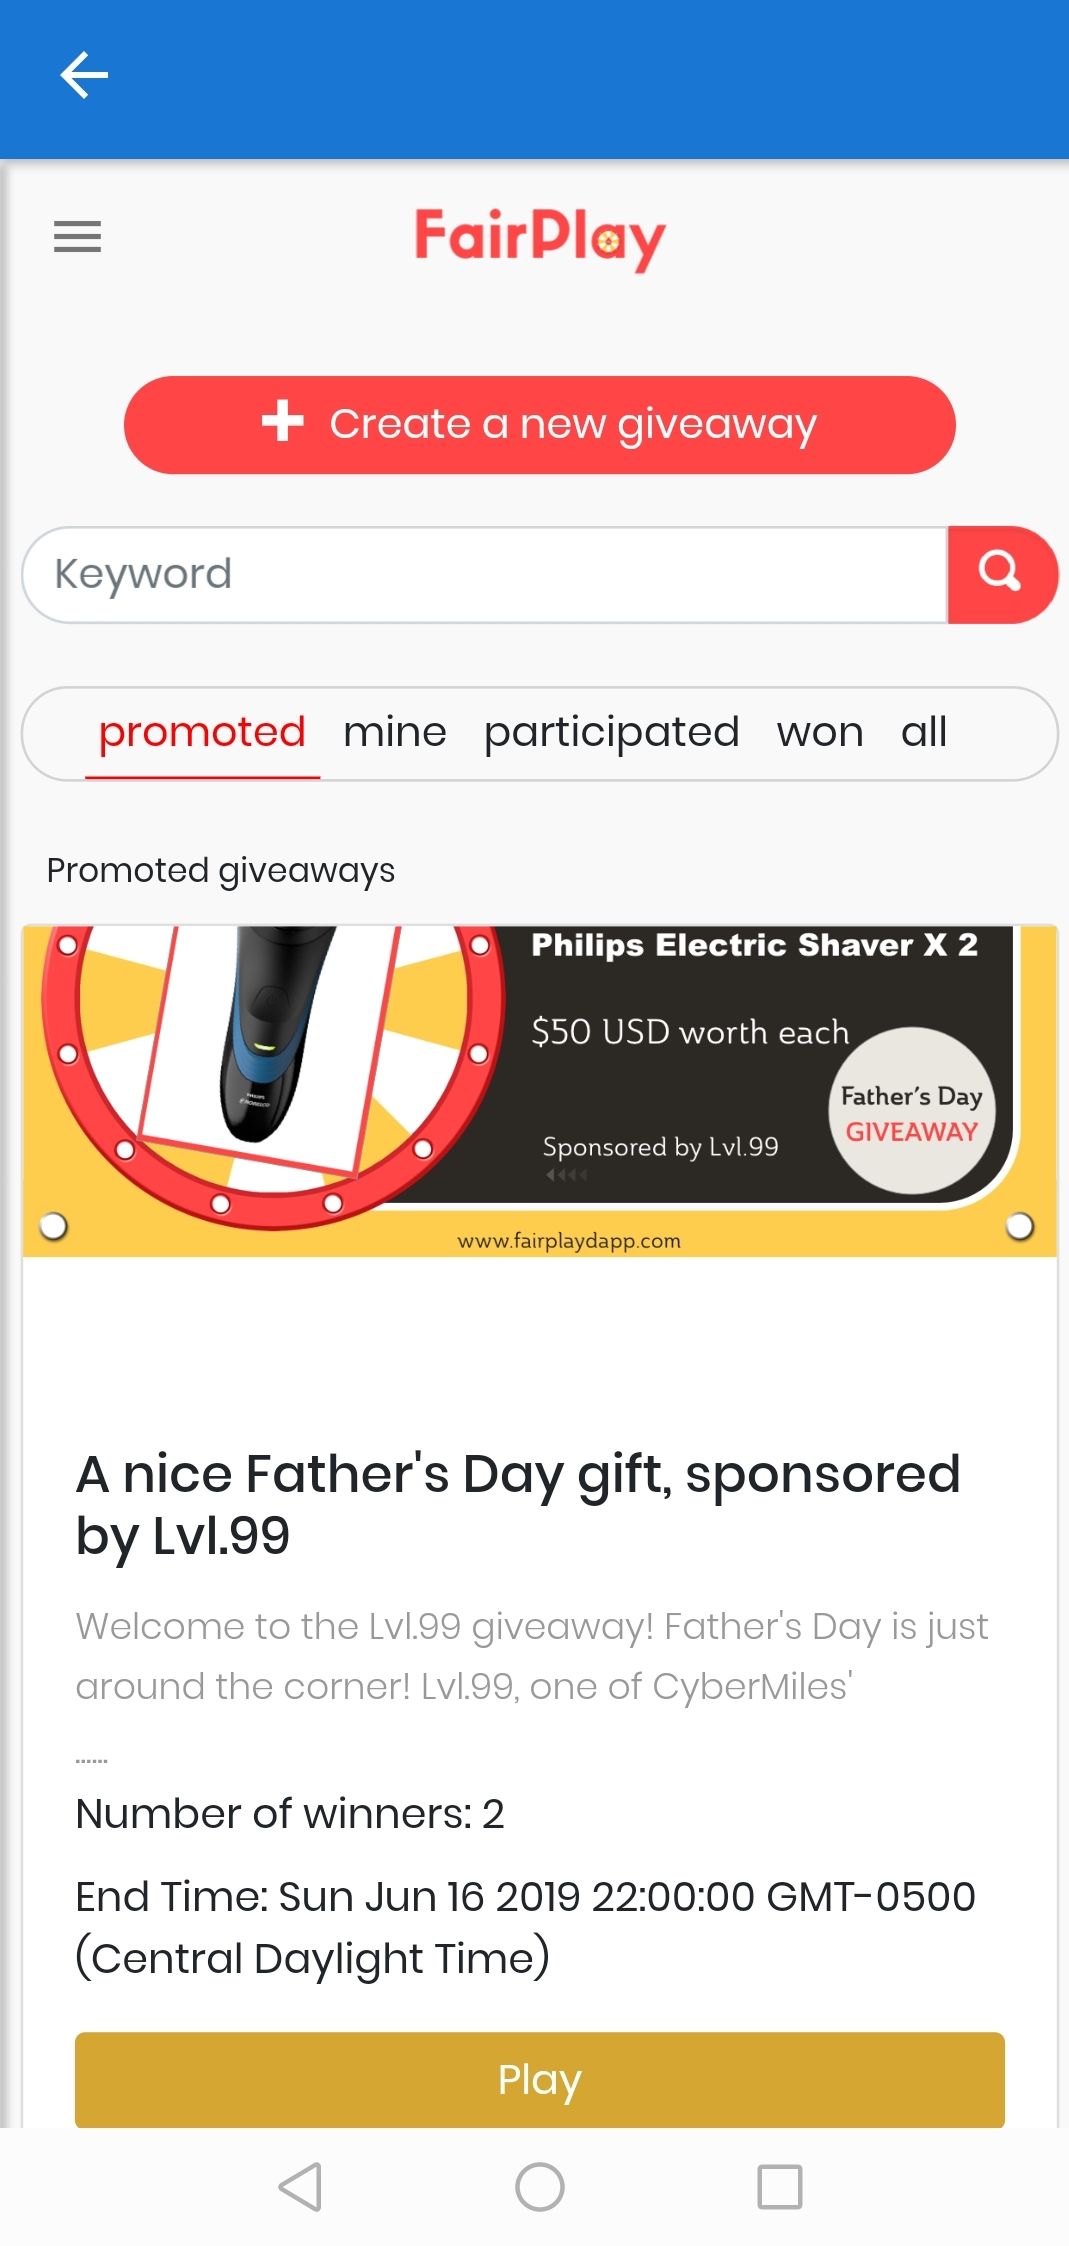 FairPlay
Create a new giveaway
Keyword
promoted mine participated won all
Promoted giveaways
Philips Electric Shaver X 2
$50 USD worth each
Father's Day
GIVEAWAY
Sponsored by Lvl.99
www.fairplaydapp.com
A nice Father's Day gift, sponsored
by Lvl.99
Welcome to the Lvl.99 giveaway! Father's Day is just
around the corner! Lvl.99, one of CyberMiles'
......
Number of winners: 2
End Time: Sun Jun 16 2019 22:00:00 GMT-0500
(Central Daylight Time)
Play